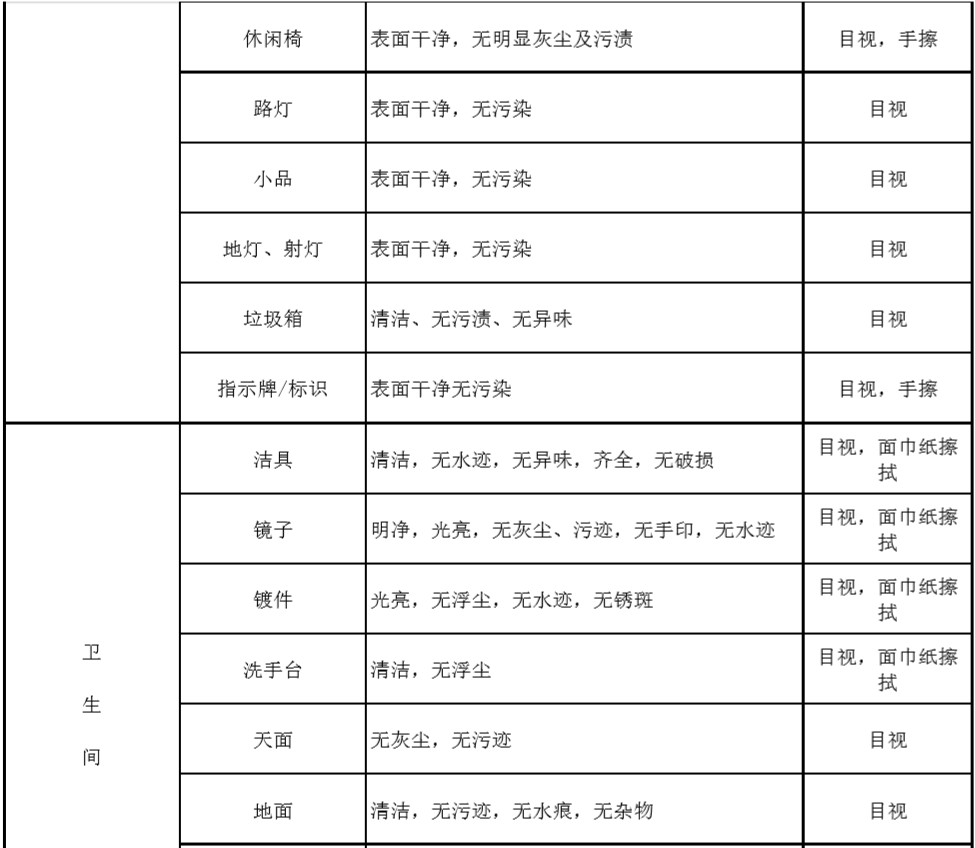 休闲椅 表面干净，无明显灰尘及污渍 目视，手擦
路灯 表面干净，无污染 目视
小品 表面干净，无污染 目视
地灯、射灯 表面干净，无污染 目视
垃圾箱 清洁、无污渍、无异味 目视
指示牌/标识 表面干净无污染 目视，手擦
卫
生
间
洁具 清洁，无水迹，无异味，齐全，无破损 目视，面巾纸擦
拭
镜子 明净，光亮，无灰尘、污迹，无手印，无水迹 目视，面巾纸擦
拭
镀件 光亮，无浮尘，无水迹，无锈斑 目视，面巾纸擦
拭
洗手台 清洁，无浮尘 目视，面巾纸擦
拭
天面 无灰尘，无污迹 目视
地面 清洁，无污迹，无水痕，无杂物 目视